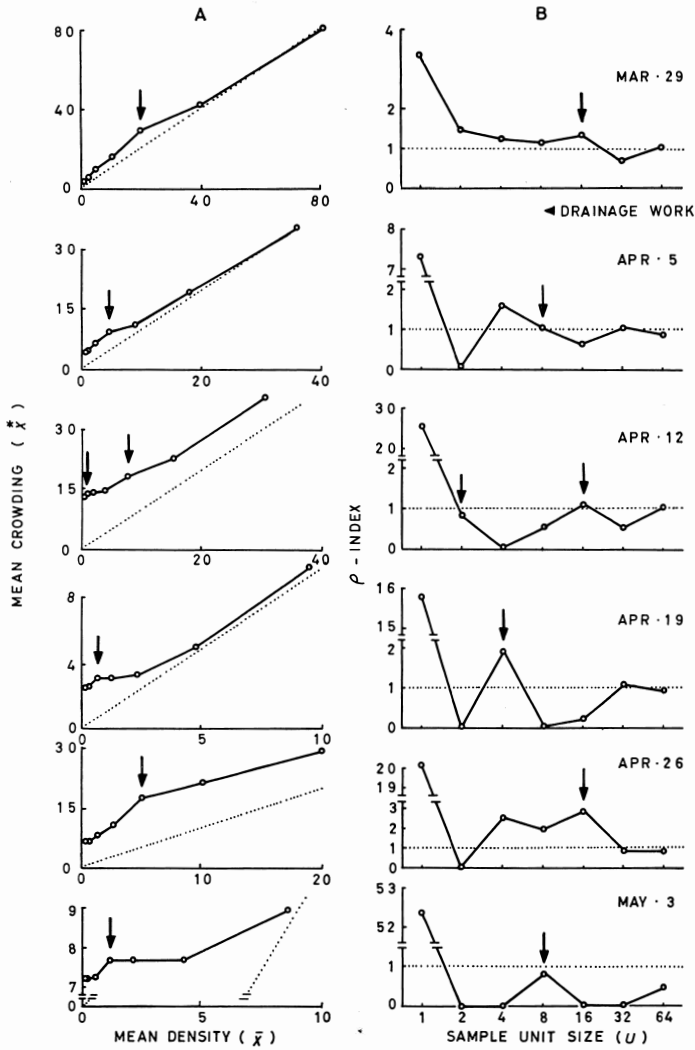 A B
80
40
0
0 40 80
4
2
1
0
MAR · 29
◄ DRAINAGE WORK
30
15
0
0 20 40
8
7
2
1
0
APR · 5
30
15
0
0 20 40
30
20
2
1
0
APR · 12
8
4
0
0 5 10
16
15
2
1
0
APR · 19
30
15
0
0 10 20
20
19
3
2
1
0
APR · 26
9
8
7
0
0 5 10
53
52
1
0
MAY · 3
1 2 4 8 16 32 64
MEAN CROWDING ( x̽ )
ρ - INDEX
MEAN DENSITY ( x̄ )
SAMPLE UNIT SIZE (U)